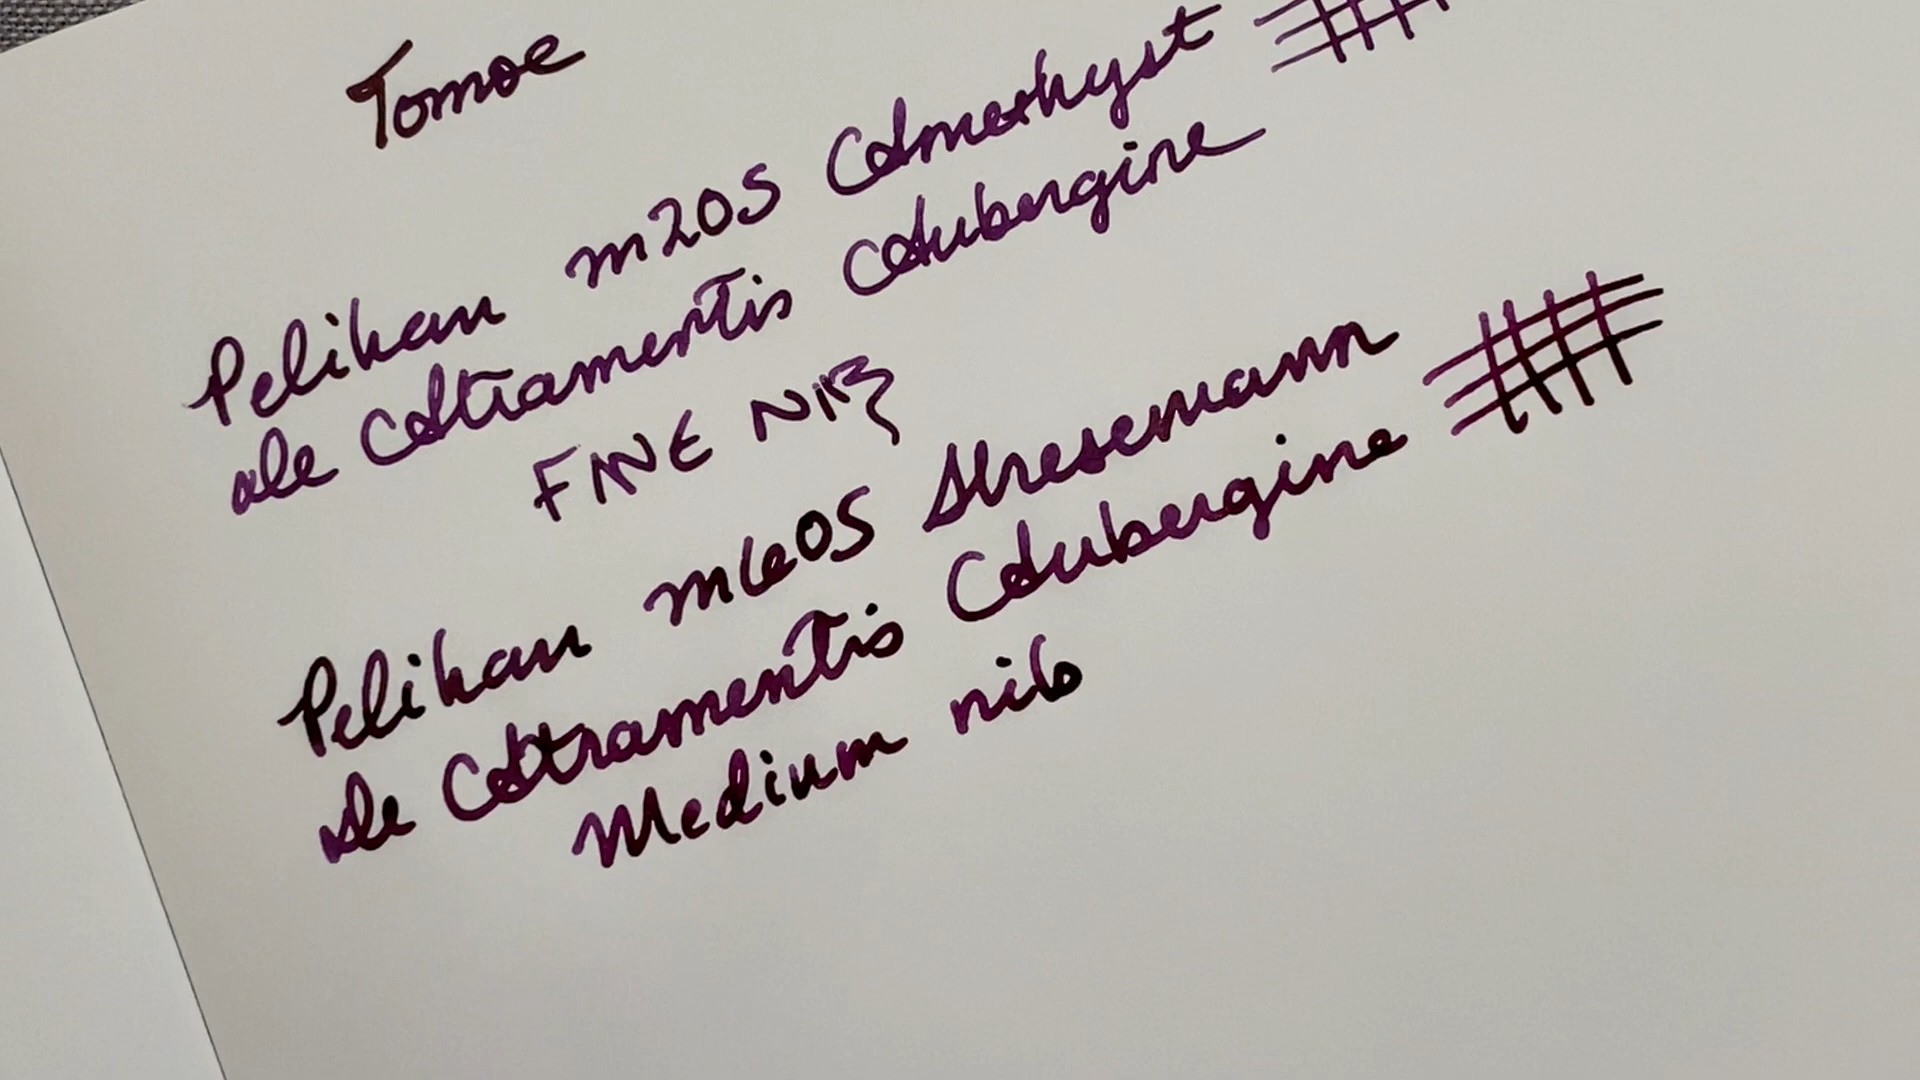 Tomoe
Pelikan m205 Amethyst
de Atramentis Aubergine
FINE NIB
Pelikan m605 Stresemann
de Atramentis Aubergine
Medium nib